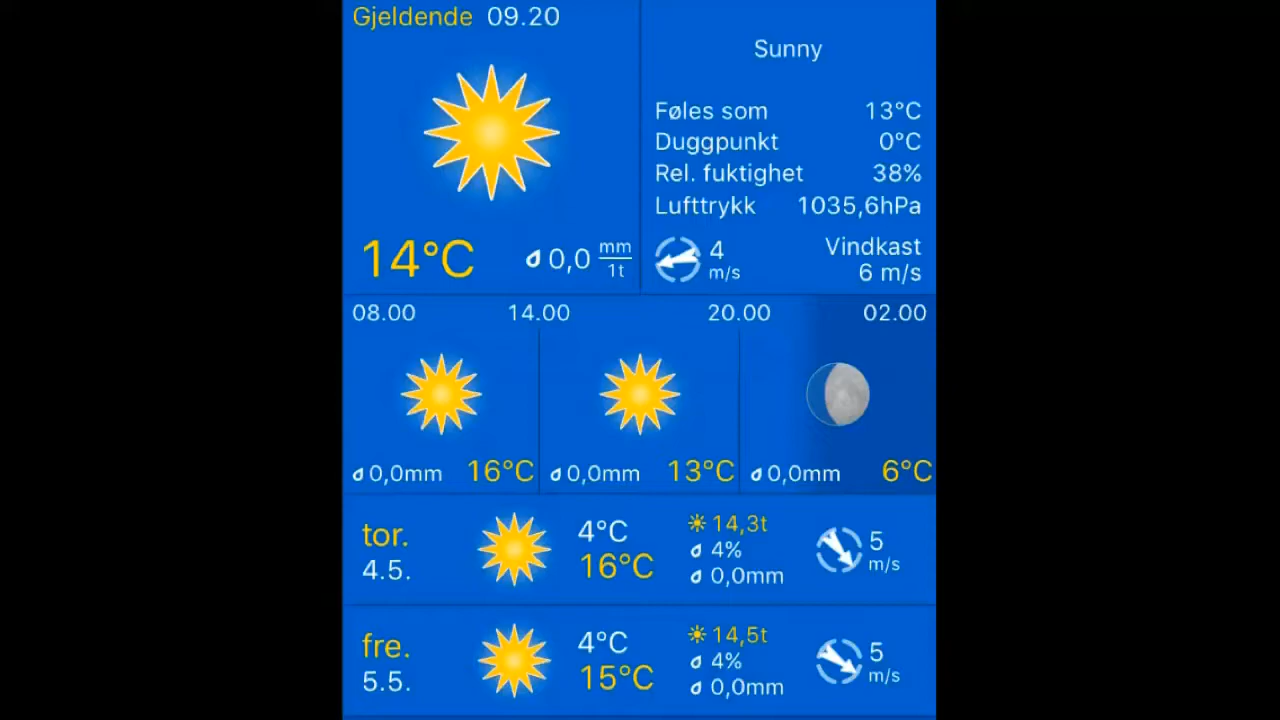 Gjeldende 09.20
14°C 0,0 mm
1t
Sunny
Føles som 13°C
Duggpunkt 0°C
Rel. fuktighet 38%
Lufttrykk 1035,6hPa
4 m/s
Vindkast
6 m/s
08.00 14.00 20.00 02.00
0,0mm 16°C 0,0mm 13°C 0,0mm 6°C
tor.
4.5.
4°C
16°C
14,3t
4%
0,0mm
5
m/s
fre.
5.5.
4°C
15°C
14,5t
4%
0,0mm
5
m/s